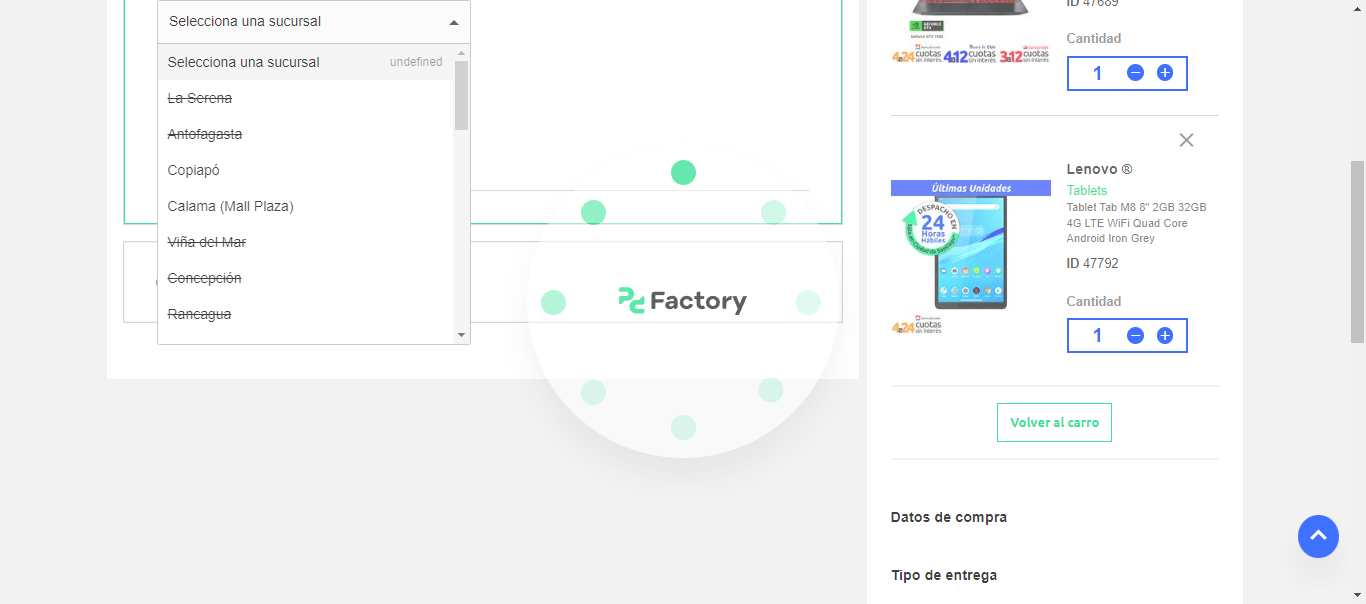 Selecciona una sucursal
Selecciona una sucursal undefined
La Serena
Antofagasta
Copiapó
Calama (Mall Plaza)
Viña del Mar
Concepción
Rancagua
Factory
ID 47689
GEFORCE
GTX
4a24 cuotas sin interés
4a12 cuotas sin interés
3a12 cuotas sin interés
Cantidad
1
Lenovo ®
Tablets
Tablet Tab M8 8" 2GB 32GB
4G LTE WiFi Quad Core
Android Iron Grey
ID 47792
Últimas Unidades
DESPACHO EN
24
Horas
Hábiles
4a24 cuotas sin interés
Cantidad
1
Volver al carro
Datos de compra
Tipo de entrega